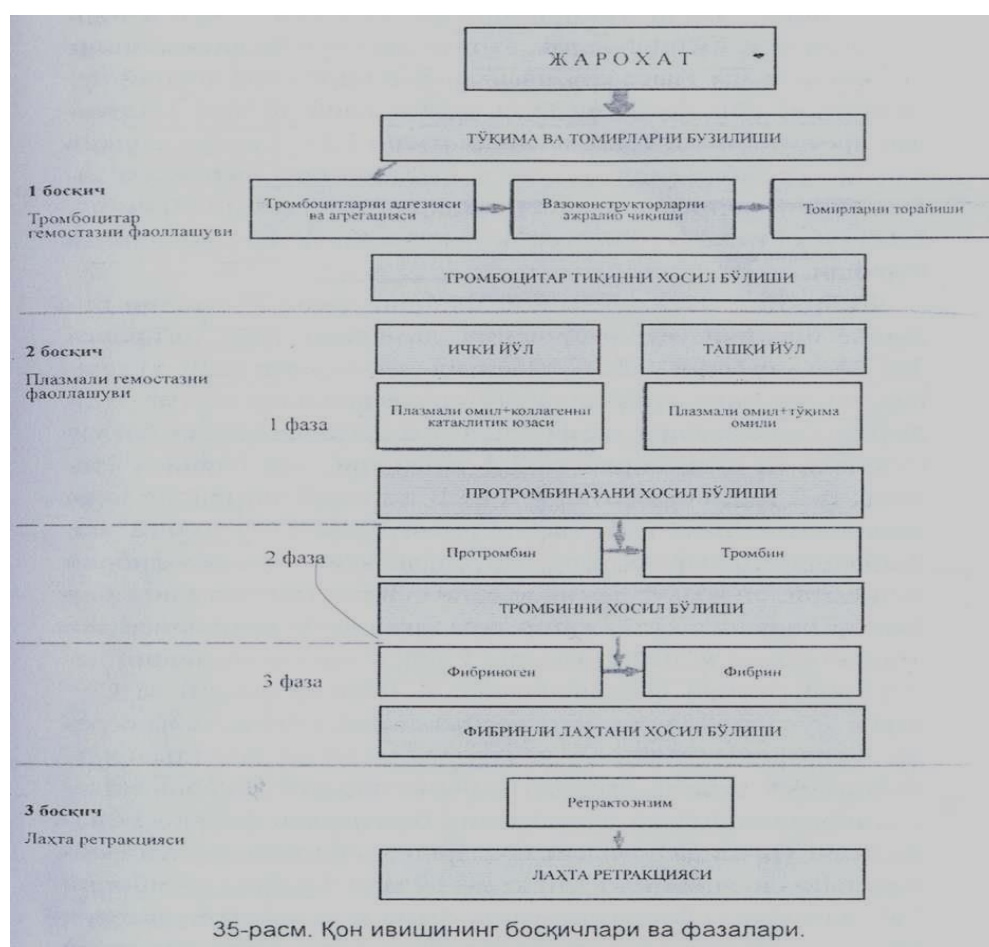 ЖАРОХАТ
ТЎҚИМА ВА ТОМИРЛАРНИ БУЗИЛИШИ
1 босқич
Тромбоцитар
гемостазни фаоллашуви
Тромбоцитларни адгезияси
ва агрегацияси
Вазоконструкторларни
ажралиб чиқиши
Томирларни торайиши
ТРОМБОЦИТАР ТИҚИННИ ХОСИЛ БЎЛИШИ
2 босқич
Плазмали гемостазни
фаоллашуви
ИЧКИ ЙЎЛ
ТАШҚИ ЙЎЛ
1 фаза
Плазмали омил+коллагенни
катаклитик юзаси
Плазмали омил+тўқима
омили
ПРОТРОМБИНАЗАНИ ХОСИЛ БЎЛИШИ
2 фаза
Протромбин
Тромбин
ТРОМБИННИ ХОСИЛ БЎЛИШИ
3 фаза
Фибриноген
Фибрин
ФИБРИНЛИ ЛАХТАНИ ХОСИЛ БЎЛИШИ
3 босқич
Лаҳта ретракцияси
Ретрактоэнзим
ЛАҲТА РЕТРАКЦИЯСИ
35-расм. Қон ивишининг босқичлари ва фазалари.